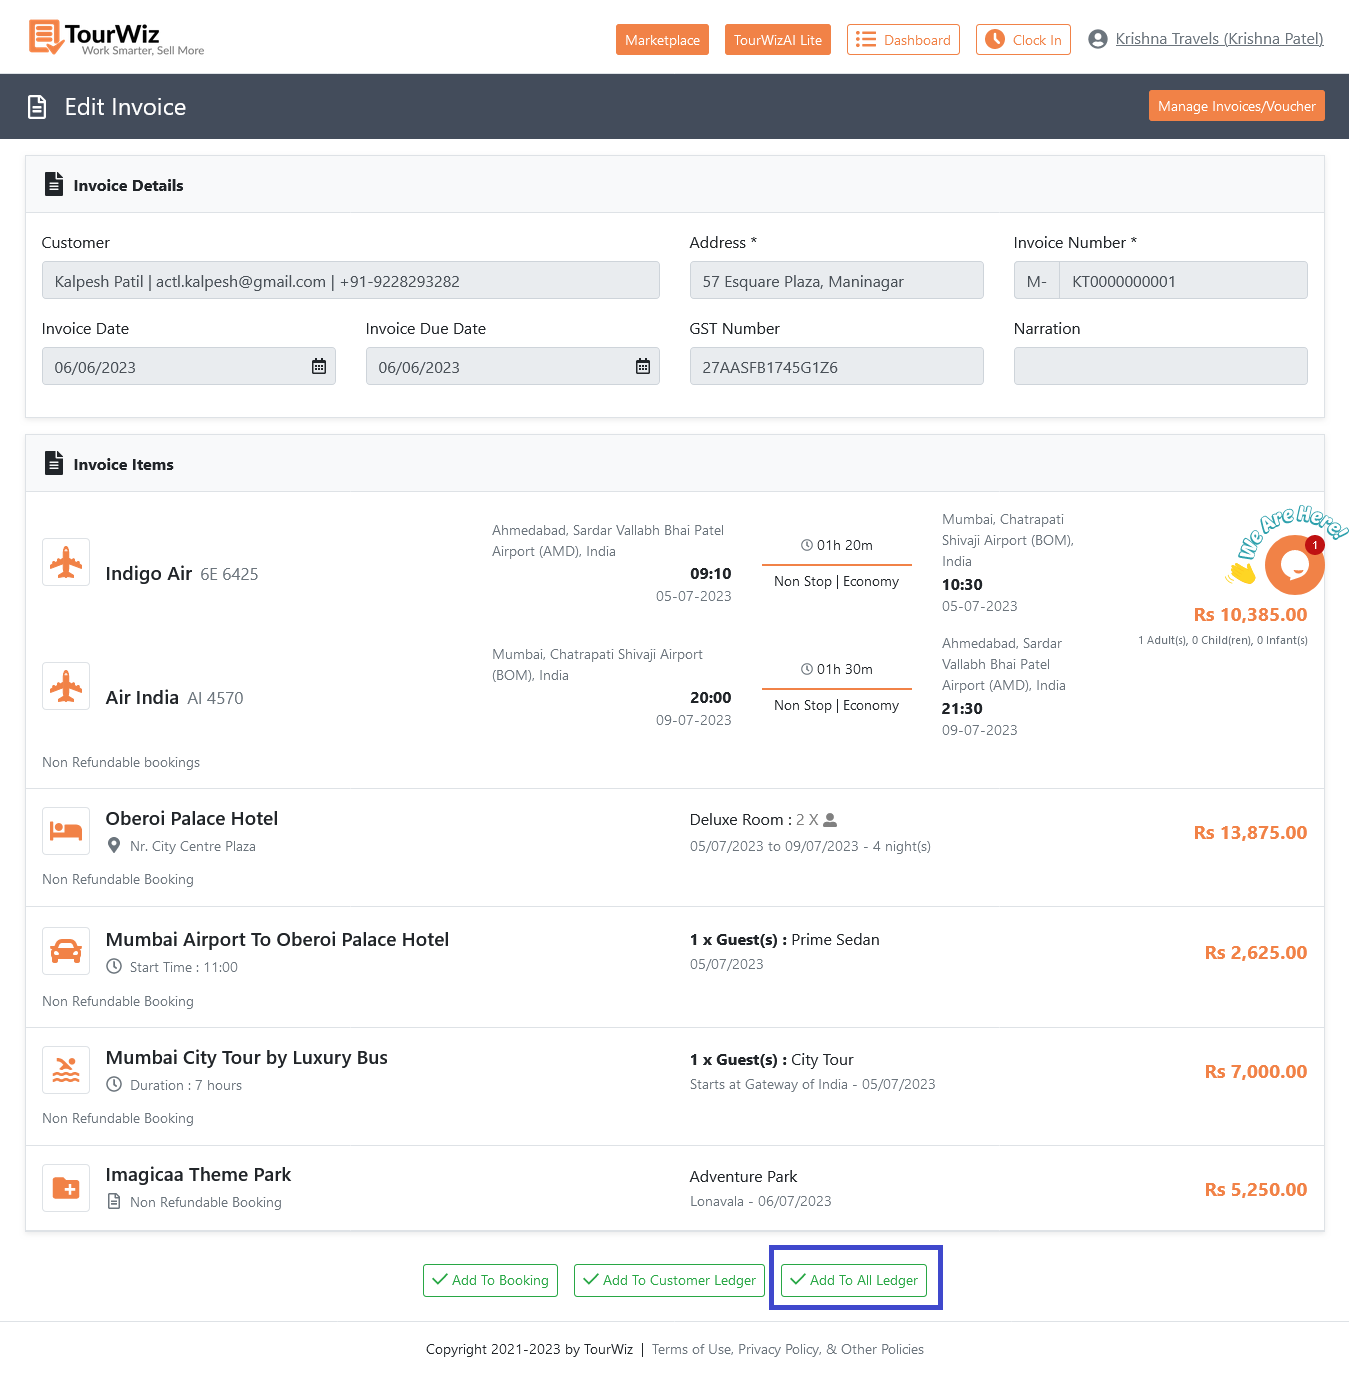 TourWiz
Work Smarter, Sell More
Marketplace
TourWizAI Lite
Dashboard
Clock In
Krishna Travels (Krishna Patel)
Edit Invoice
Manage Invoices/Voucher
Invoice Details
Customer
Address *
Invoice Number *
Kalpesh Patil | actl.kalpesh@gmail.com | +91-9228293282
57 Esquare Plaza, Maninagar
M- KT0000000001
Invoice Date
Invoice Due Date
GST Number
Narration
06/06/2023
06/06/2023
27AASFB1745G1Z6
Invoice Items
Indigo Air 6E 6425
Ahmedabad, Sardar Vallabh Bhai Patel
Airport (AMD), India
09:10
05-07-2023
01h 20m
Non Stop | Economy
Mumbai, Chatrapati
Shivaji Airport (BOM),
India
10:30
05-07-2023
We Are Here!
1
Rs 10,385.00
1 Adult(s), 0 Child(ren), 0 Infant(s)
Air India AI 4570
Mumbai, Chatrapati Shivaji Airport
(BOM), India
20:00
09-07-2023
01h 30m
Non Stop | Economy
Ahmedabad, Sardar
Vallabh Bhai Patel
Airport (AMD), India
21:30
09-07-2023
Non Refundable bookings
Oberoi Palace Hotel
Nr. City Centre Plaza
Non Refundable Booking
Deluxe Room : 2 X
05/07/2023 to 09/07/2023 - 4 night(s)
Rs 13,875.00
Mumbai Airport To Oberoi Palace Hotel
Start Time : 11:00
Non Refundable Booking
1 x Guest(s) : Prime Sedan
05/07/2023
Rs 2,625.00
Mumbai City Tour by Luxury Bus
Duration : 7 hours
Non Refundable Booking
1 x Guest(s) : City Tour
Starts at Gateway of India - 05/07/2023
Rs 7,000.00
Imagicaa Theme Park
Non Refundable Booking
Adventure Park
Lonavala - 06/07/2023
Rs 5,250.00
Add To Booking
Add To Customer Ledger
Add To All Ledger
Copyright 2021-2023 by TourWiz | Terms of Use, Privacy Policy, & Other Policies